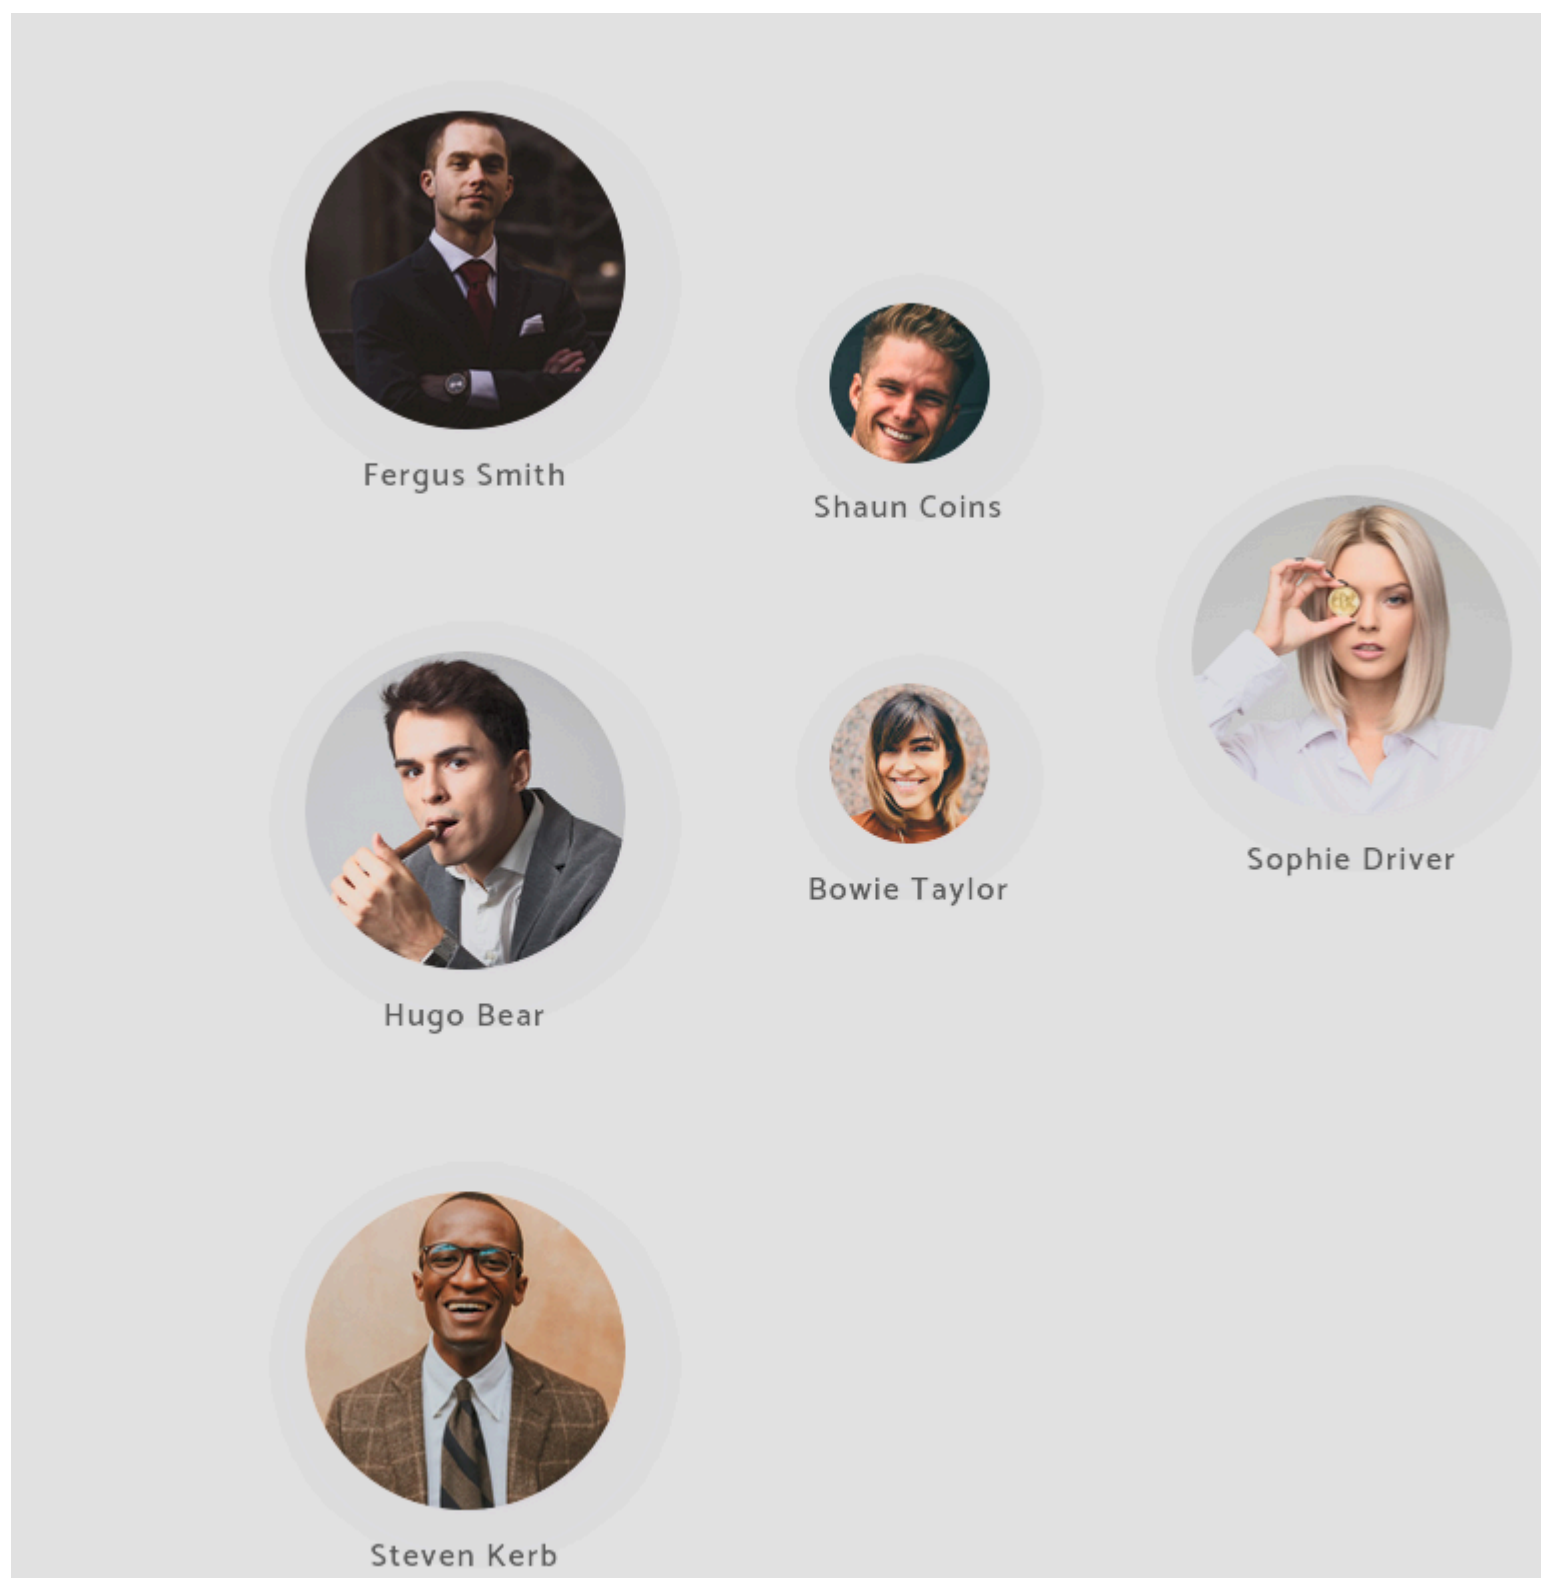 Fergus Smith
Shaun Coins
Sophie Driver
Bowie Taylor
Hugo Bear
Steven Kerb